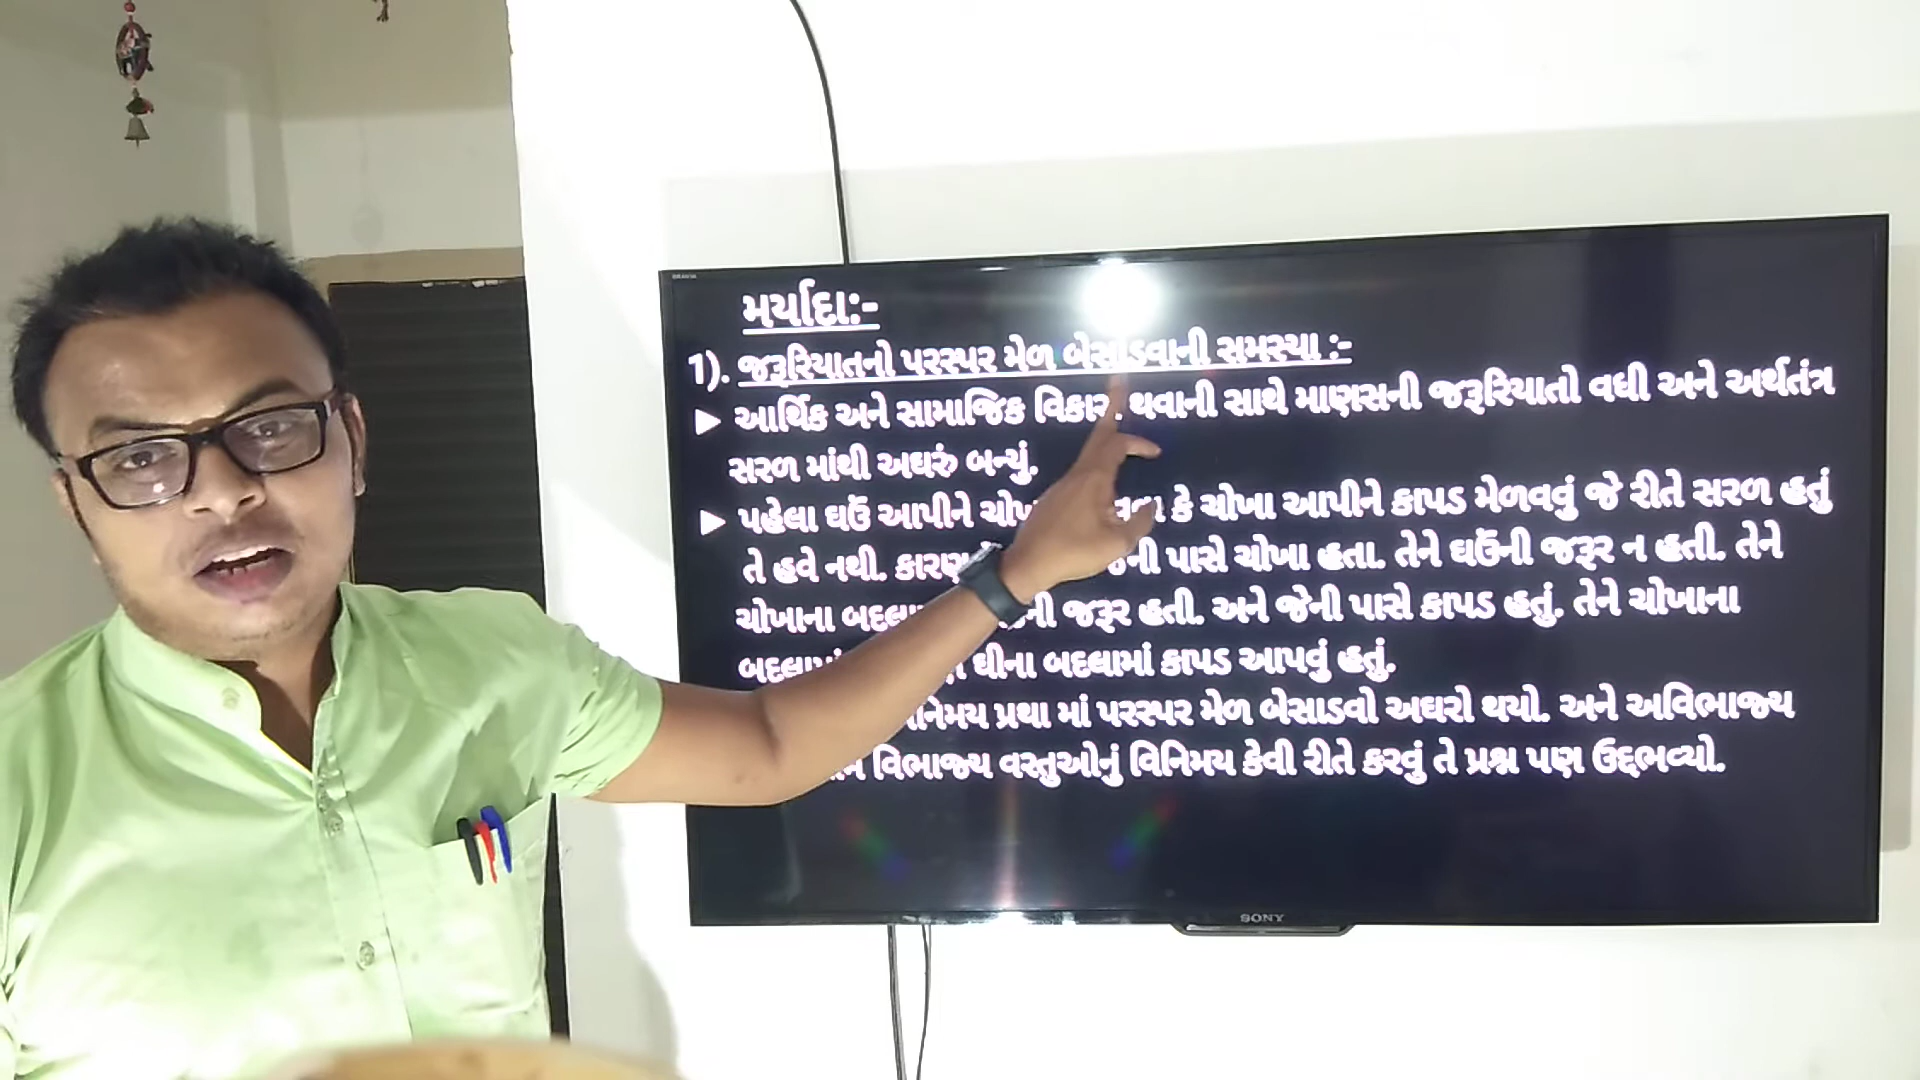 BRAVIA
મર્યાદા:-
1). જરૂરિયાતનો પરસ્પર મેળ બેસાડવાની સમસ્યા :-
▶ આર્થિક અને સામાજિક વિકાસ થવાની સાથે માણસની જરૂરિયાતો વધી અને અર્થતંત્ર
સરળ માંથી અઘરું બન્યું.
▶ પહેલા ઘઉં આપીને કે ચોખા આપીને કાપડ મેળવવું જે રીતે સરળ હતું
તે હવે નથી. કારણ પાસે ચોખા હતા. તેને ઘઉંની જરૂર ન હતી. તેને
ચોખાના જરૂર હતી. અને જેની પાસે કાપડ હતું. તેને ચોખાના
ઘીના બદલામાં કાપડ આપવું હતું.
પ્રથા માં પરસ્પર મેળ બેસાડવો અઘરો થયો. અને અવિભાજ્ય
વિભાજ્ય વસ્તુઓનું વિનિમય કેવી રીતે કરવું તે પ્રશ્ન પણ ઉદ્દભવ્યો.
SONY